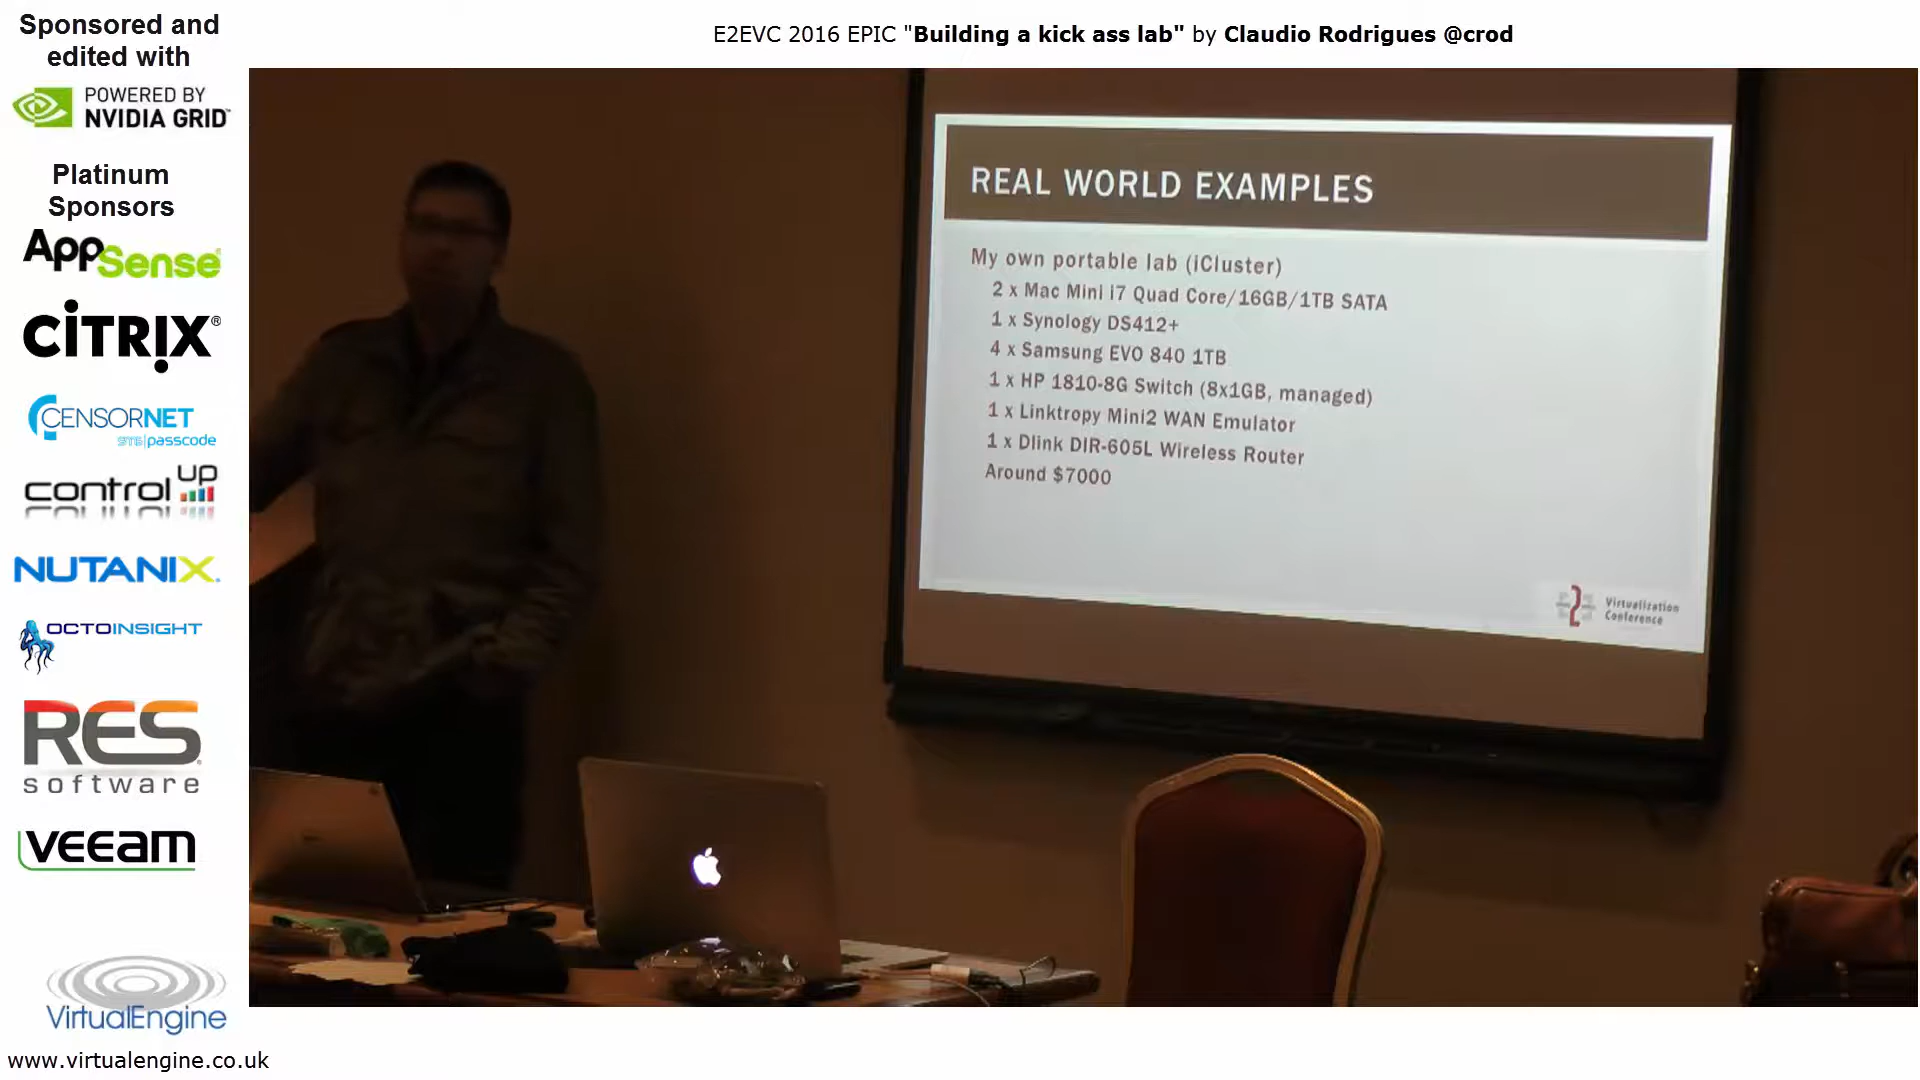 Sponsored and
edited with
POWERED BY
NVIDIA GRID
Platinum
Sponsors
AppSense
CITRIX®
CENSORNET
SMS|passcode
control UP
NUTANIX.
OCTOINSIGHT
RES
software
veeam
VirtualEngine
www.virtualengine.co.uk
E2EVC 2016 EPIC "Building a kick ass lab" by Claudio Rodrigues @crod
REAL WORLD EXAMPLES
My own portable lab (iCluster)
2 x Mac Mini i7 Quad Core/16GB/1TB SATA
1 x Synology DS412+
4 x Samsung EVO 840 1TB
1 x HP 1810-8G Switch (8x1GB, managed)
1 x Linktropy Mini2 WAN Emulator
1 x Dlink DIR-605L Wireless Router
Around $7000
Virtualization
Conference